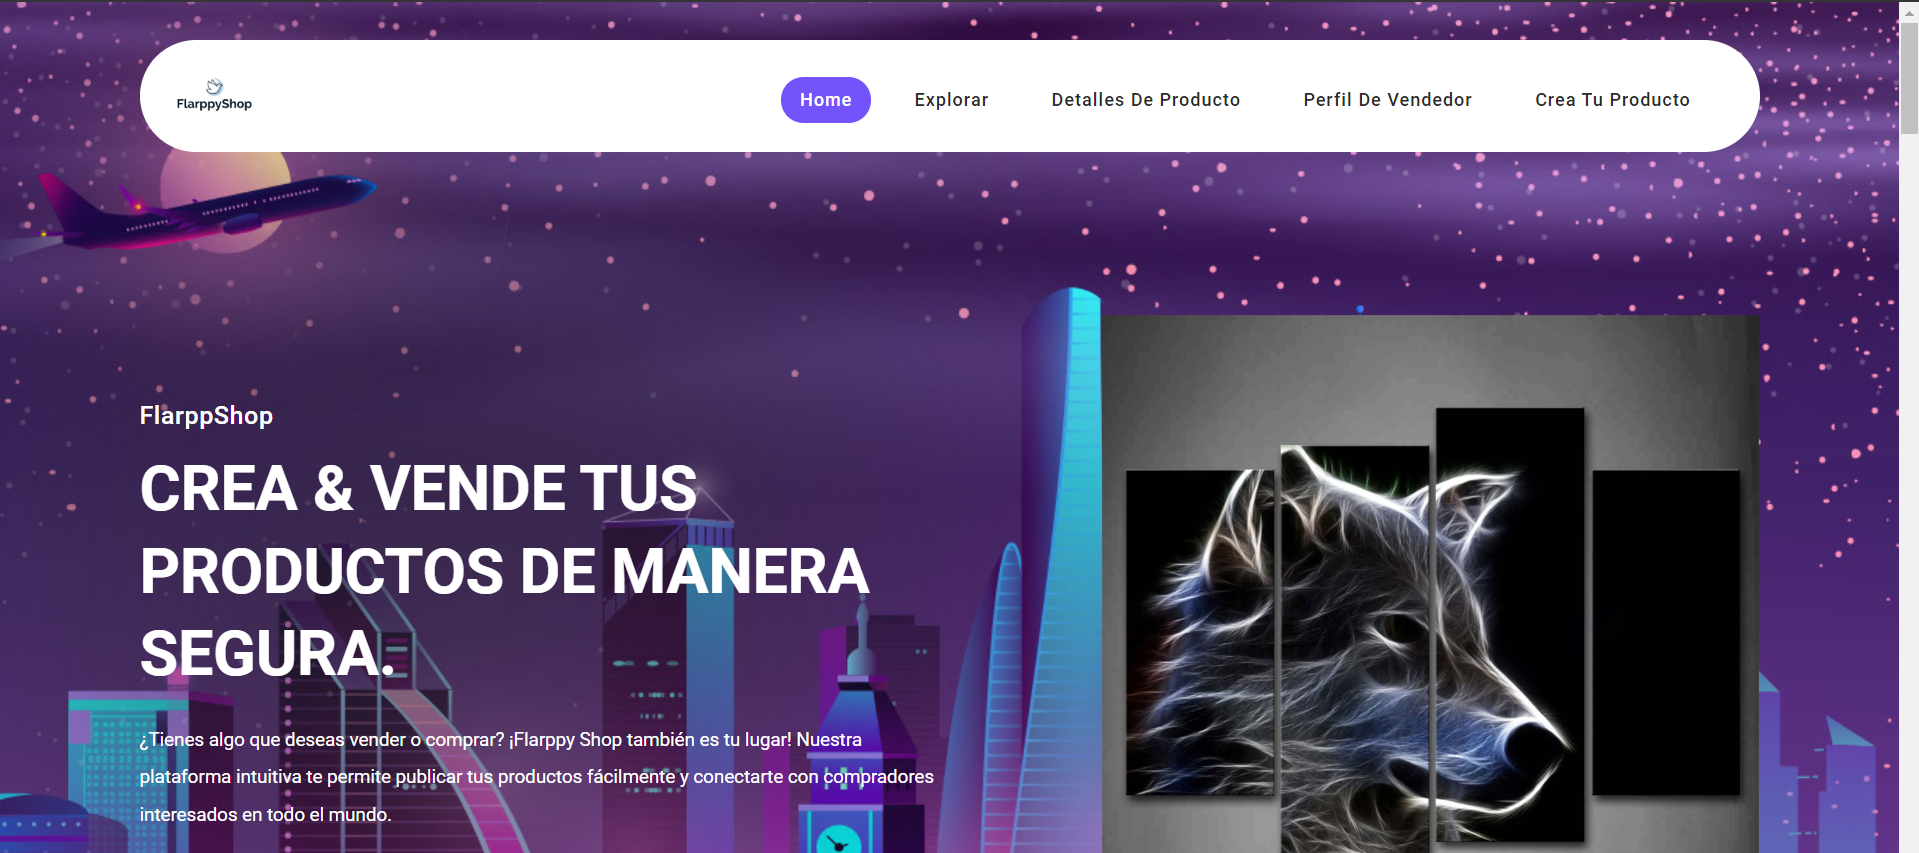 FlarppyShop
Home Explorar Detalles De Producto Perfil De Vendedor Crea Tu Producto
FlarppShop
CREA & VENDE TUS
PRODUCTOS DE MANERA
SEGURA.
¿Tienes algo que deseas vender o comprar? ¡Flarppy Shop también es tu lugar! Nuestra
plataforma intuitiva te permite publicar tus productos fácilmente y conectarte con compradores
interesados en todo el mundo.